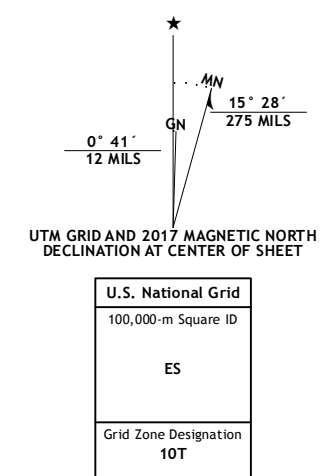 MN
15° 28´
275 MILS
GN
0° 41´
12 MILS
UTM GRID AND 2017 MAGNETIC NORTH
DECLINATION AT CENTER OF SHEET
U.S. National Grid
100,000-m Square ID
ES
Grid Zone Designation
10T